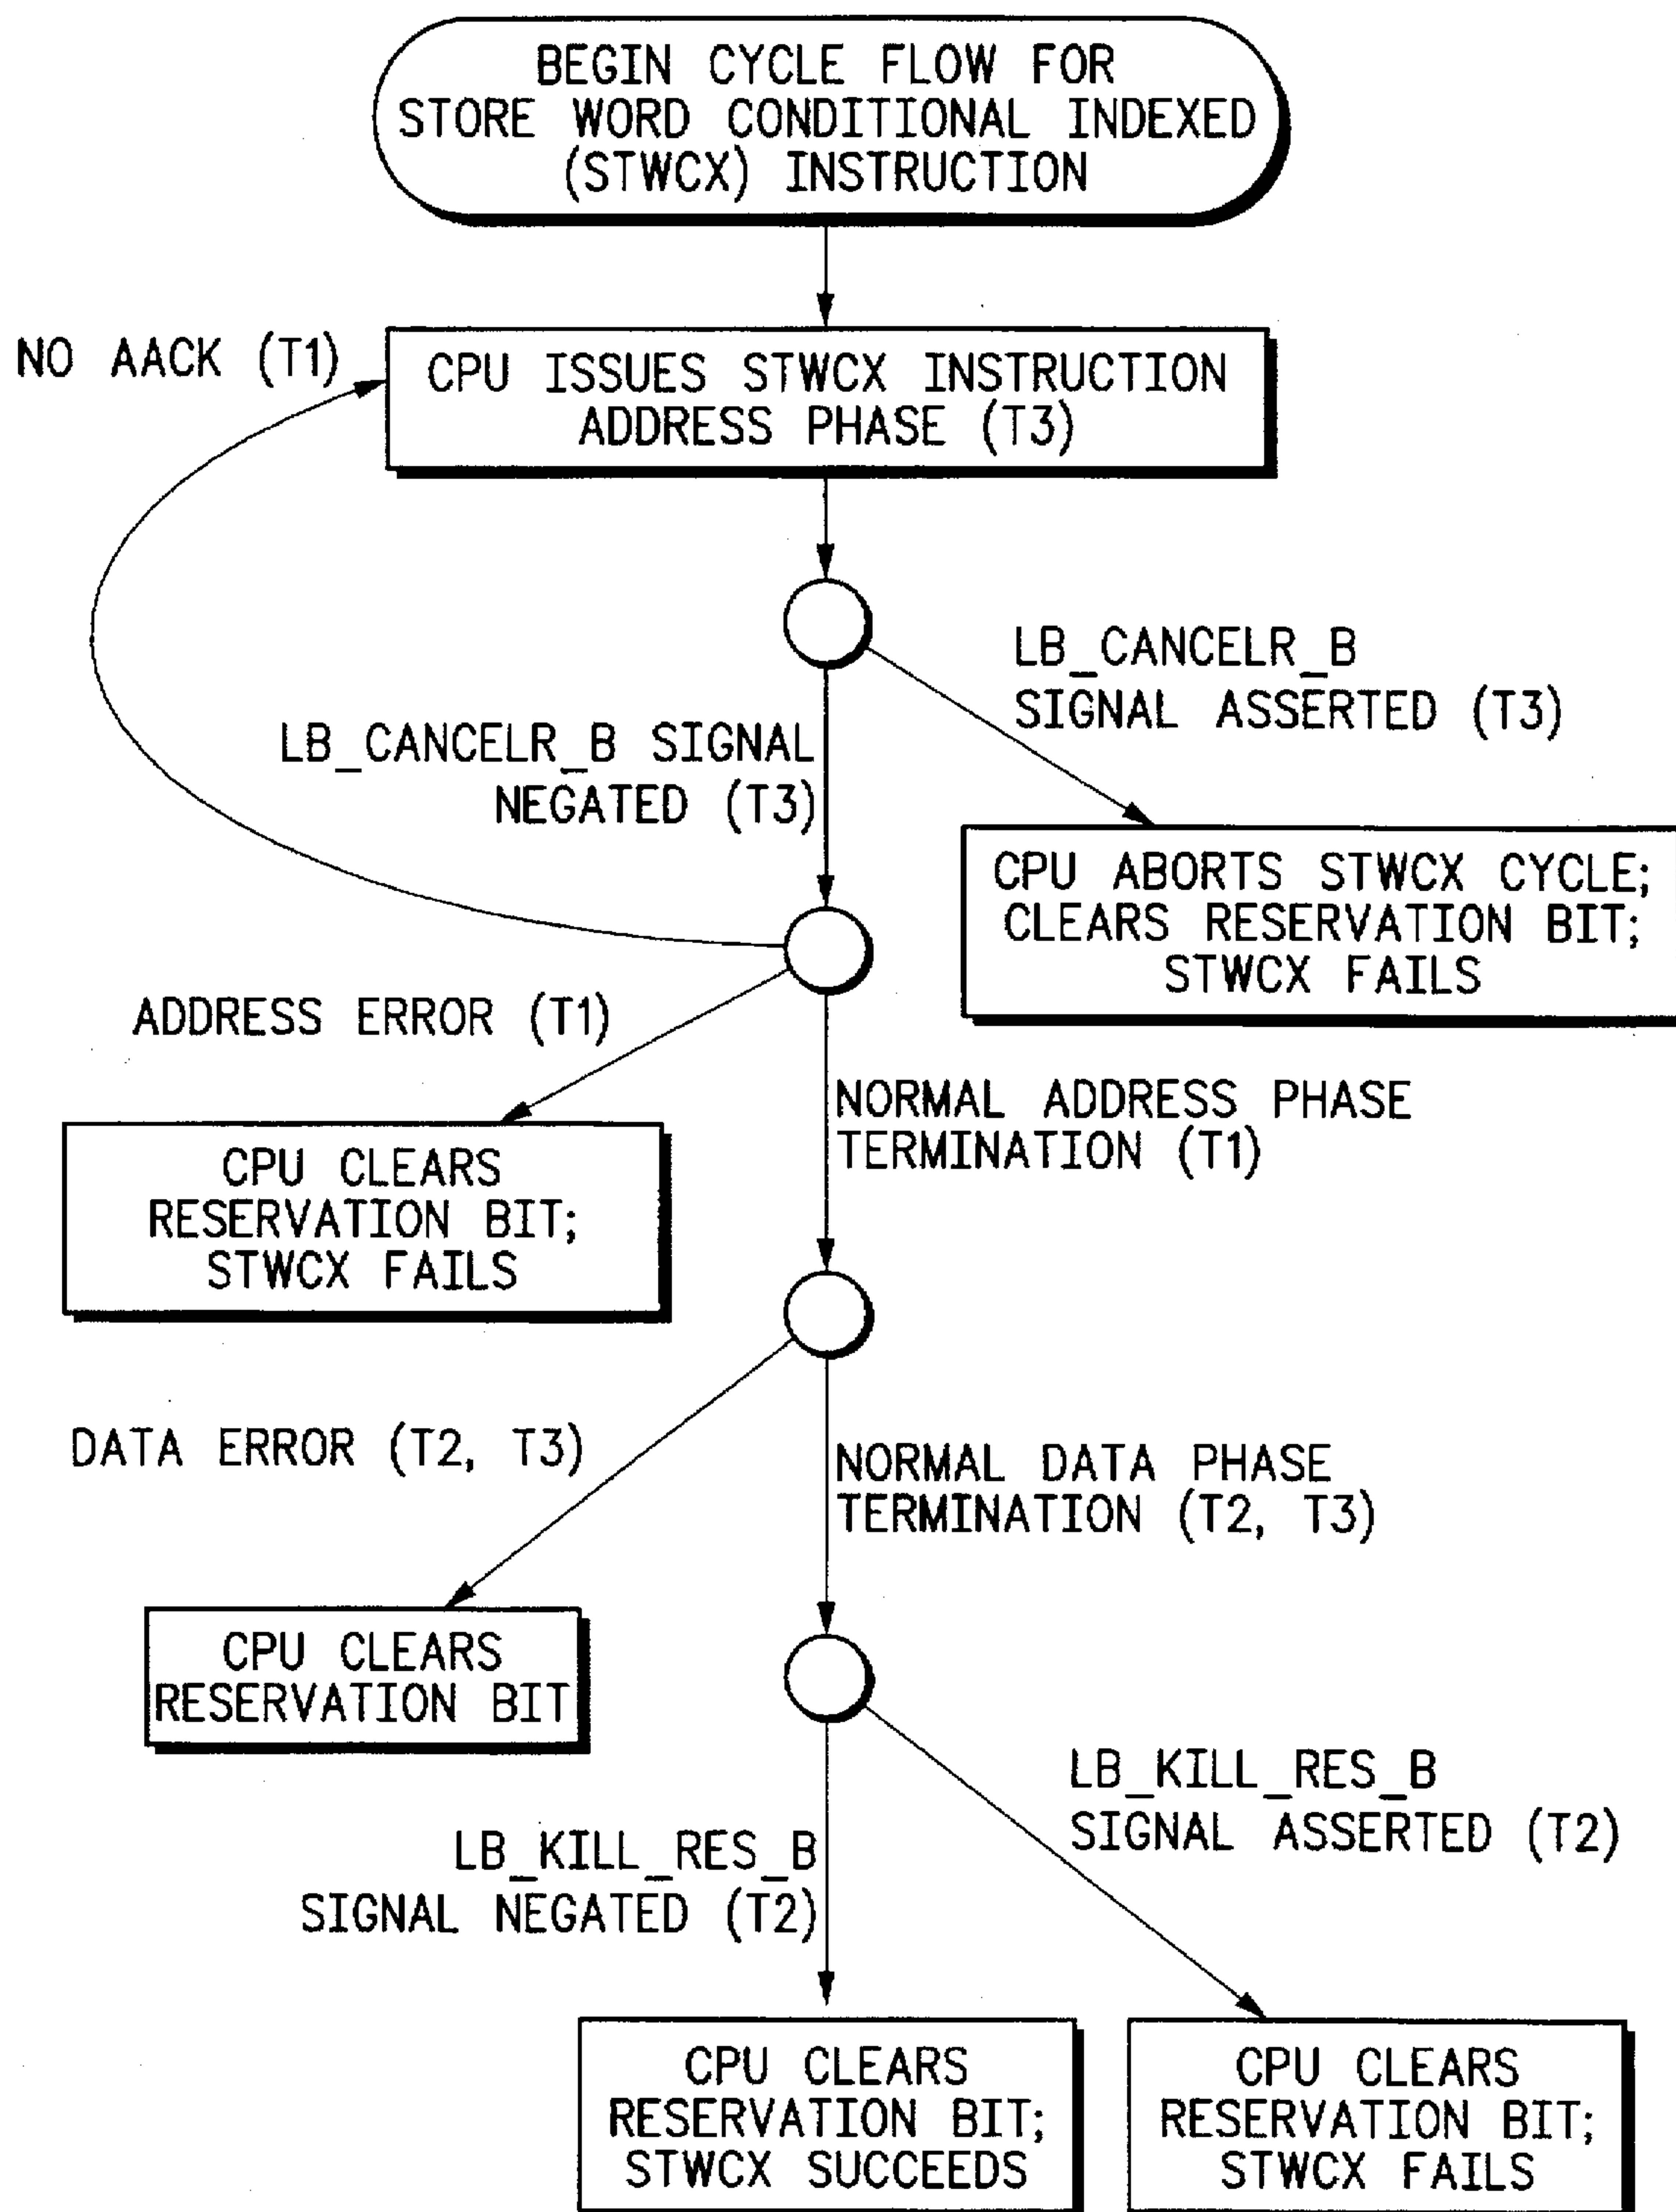 BEGIN CYCLE FLOW FOR
STORE WORD CONDITIONAL INDEXED
(STWCX) INSTRUCTION
NO AACK (T1)
CPU ISSUES STWCX INSTRUCTION
ADDRESS PHASE (T3)
LB_CANCELR_B
SIGNAL ASSERTED (T3)
LB_CANCELR_B SIGNAL
NEGATED (T3)
CPU ABORTS STWCX CYCLE;
CLEARS RESERVATION BIT;
STWCX FAILS
ADDRESS ERROR (T1)
NORMAL ADDRESS PHASE
TERMINATION (T1)
CPU CLEARS
RESERVATION BIT;
STWCX FAILS
DATA ERROR (T2, T3)
NORMAL DATA PHASE
TERMINATION (T2, T3)
CPU CLEARS
RESERVATION BIT
LB_KILL_RES_B
SIGNAL ASSERTED (T2)
LB_KILL_RES_B
SIGNAL NEGATED (T2)
CPU CLEARS
RESERVATION BIT;
STWCX SUCCEEDS
CPU CLEARS
RESERVATION BIT;
STWCX FAILS